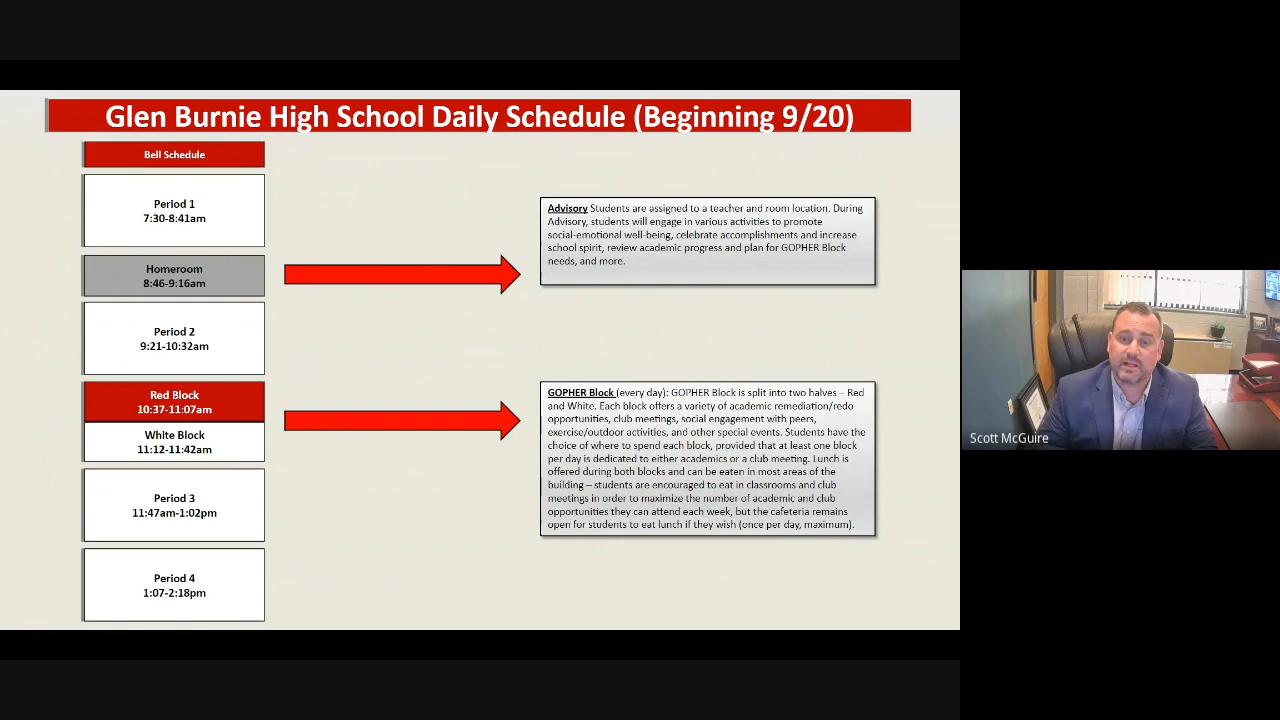 Glen Burnie High School Daily Schedule (Beginning 9/20)
Bell Schedule
Period 1
7:30-8:41am
Homeroom
8:46-9:16am
Period 2
9:21-10:32am
Red Block
10:37-11:07am
White Block
11:12-11:42am
Period 3
11:47am-1:02pm
Period 4
1:07-2:18pm
Advisory Students are assigned to a teacher and room location. During
Advisory, students will engage in various activities to promote
social-emotional well-being, celebrate accomplishments and increase
school spirit, review academic progress and plan for GOPHER Block
needs, and more.
GOPHER Block (every day): GOPHER Block is split into two halves – Red
and White. Each block offers a variety of academic remediation/redo
opportunities, club meetings, social engagement with peers,
exercise/outdoor activities, and other special events. Students have the
choice of where to spend each block, provided that at least one block
per day is dedicated to either academics or a club meeting. Lunch is
offered during both blocks and can be eaten in most areas of the
building – students are encouraged to eat in classrooms and club
meetings in order to maximize the number of academic and club
opportunities they can attend each week, but the cafeteria remains
open for students to eat lunch if they wish (once per day, maximum).
Scott McGuire